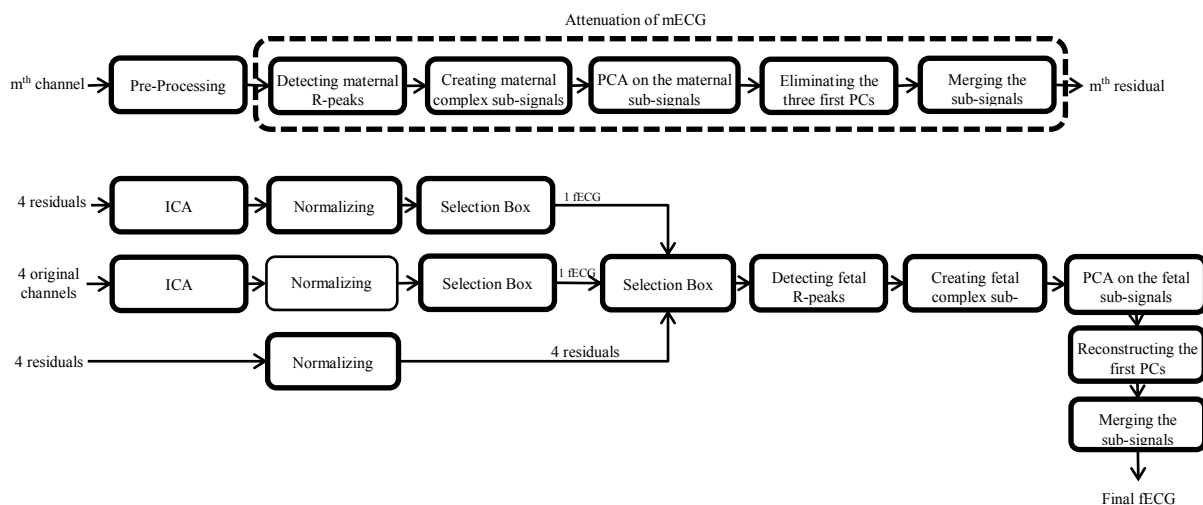 Attenuation of mECG
mth channel
Pre-Processing
Detecting maternal
R-peaks
Creating maternal
complex sub-signals
PCA on the maternal
sub-signals
Eliminating the
three first PCs
Merging the
sub-signals
mth residual
4 residuals
ICA
Normalizing
Selection Box
1 fECG
4 original
channels
ICA
Normalizing
Selection Box
1 fECG
Selection Box
Detecting fetal
R-peaks
Creating fetal
complex sub-
PCA on the fetal
sub-signals
4 residuals
Normalizing
4 residuals
Reconstructing the
first PCs
Merging the
sub-signals
Final fECG